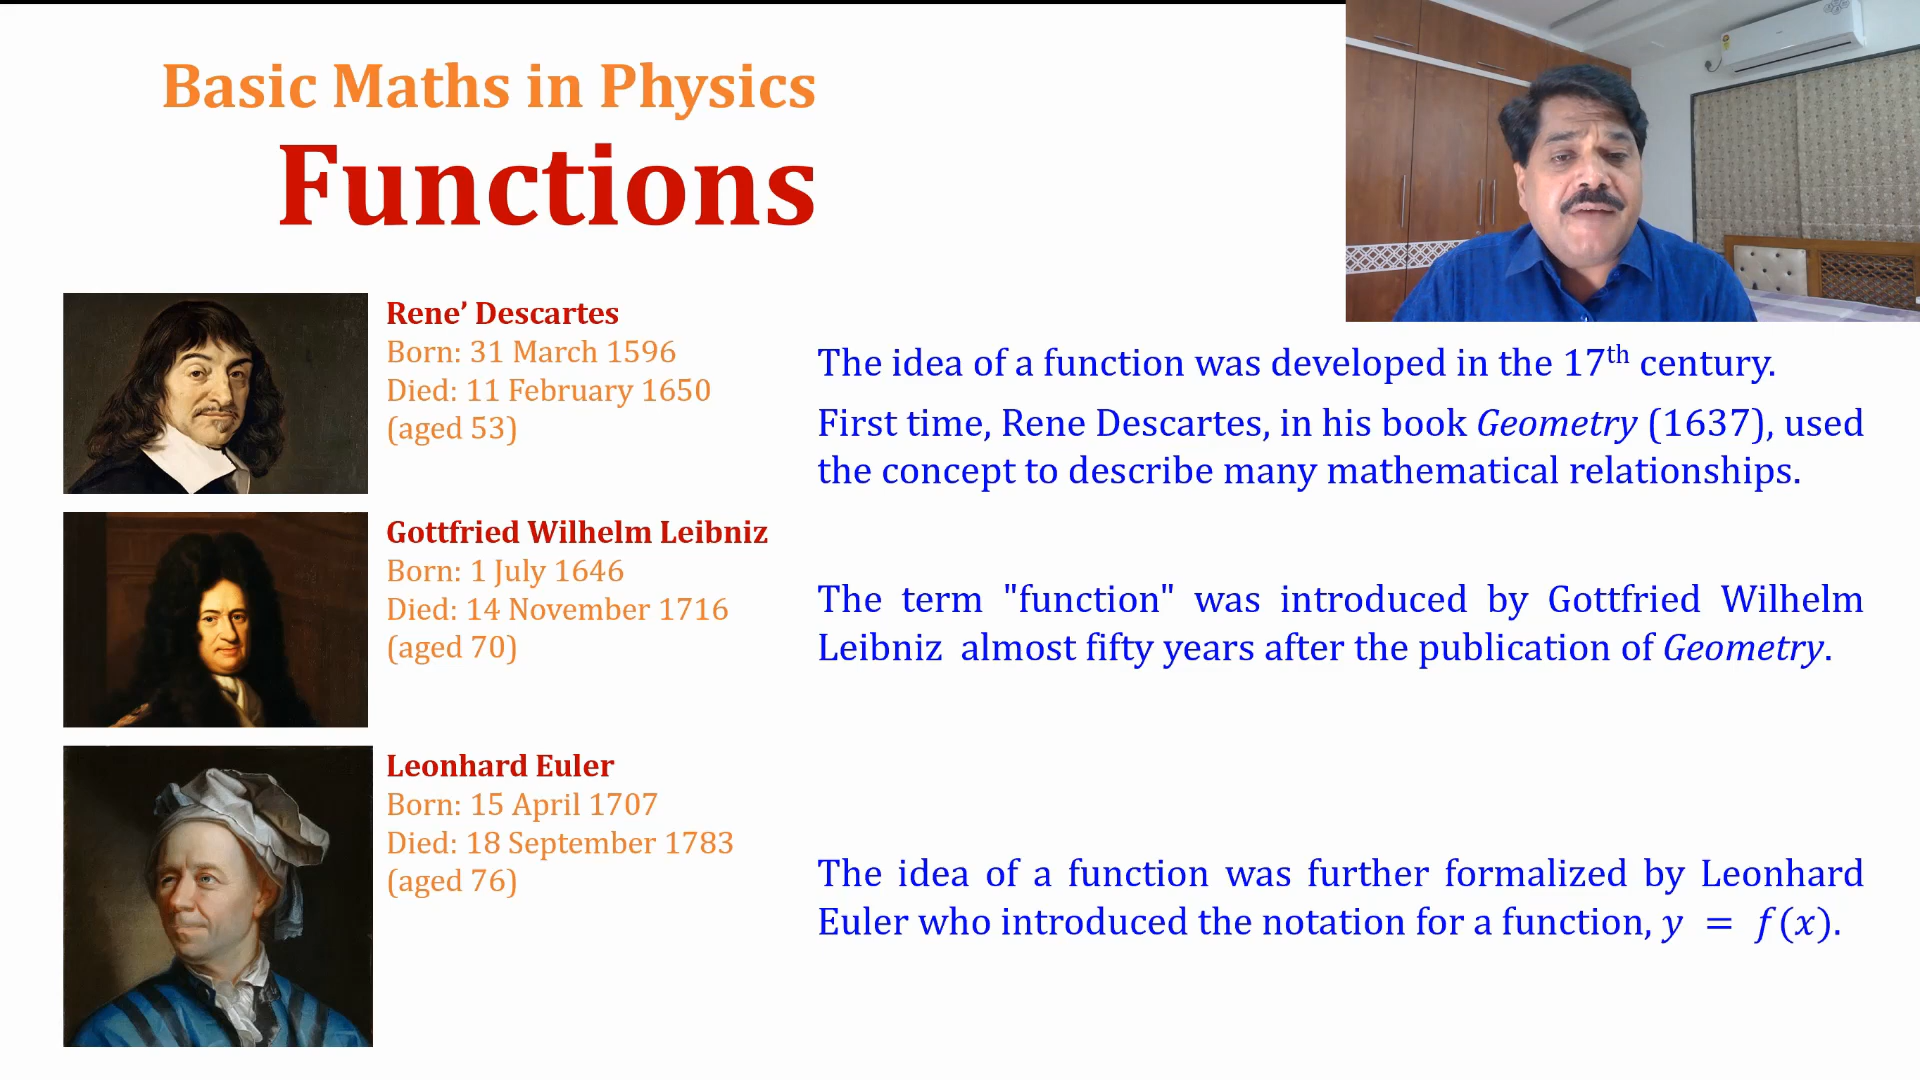 Basic Maths in Physics
Functions
Rene’ Descartes
Born: 31 March 1596
Died: 11 February 1650
(aged 53)
The idea of a function was developed in the 17th century.
First time, Rene Descartes, in his book Geometry (1637), used
the concept to describe many mathematical relationships.
Gottfried Wilhelm Leibniz
Born: 1 July 1646
Died: 14 November 1716
(aged 70)
The term "function" was introduced by Gottfried Wilhelm
Leibniz almost fifty years after the publication of Geometry.
Leonhard Euler
Born: 15 April 1707
Died: 18 September 1783
(aged 76)
The idea of a function was further formalized by Leonhard
Euler who introduced the notation for a function, y = f(x).